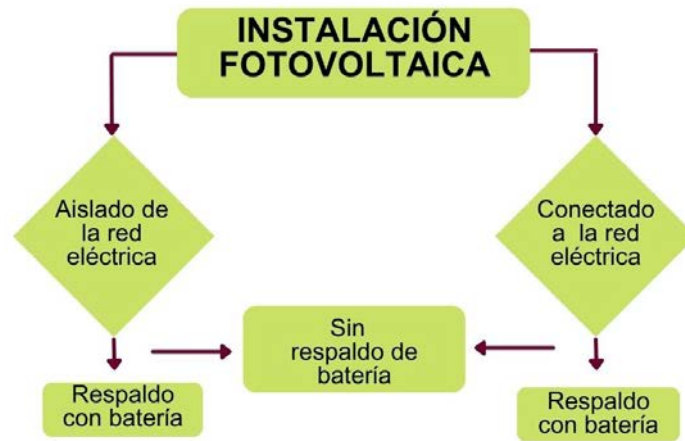 INSTALACIÓN
FOTOVOLTAICA
Aislado de
la red
eléctrica
Conectado
a la red
eléctrica
Sin
respaldo de
batería
Respaldo
con batería
Respaldo
con batería